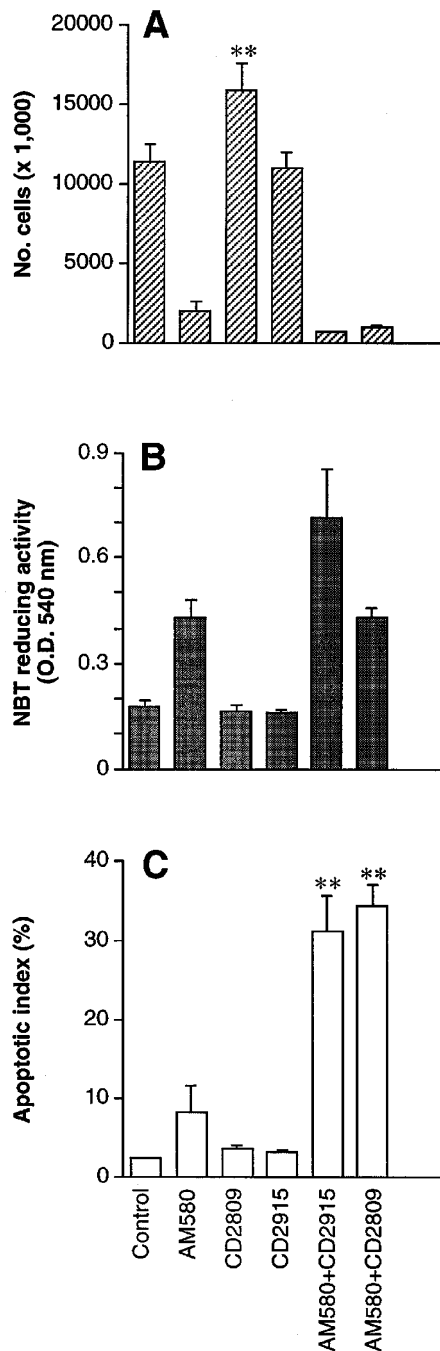 A
No. cells (x 1,000)
20000
15000
10000
5000
0
**
B
NBT reducing activity
(O.D. 540 nm)
0.9
0.6
0.3
0
C
Apoptotic index (%)
40
30
20
10
0
**
**
Control
AM580
CD2809
CD2915
AM580+CD2915
AM580+CD2809